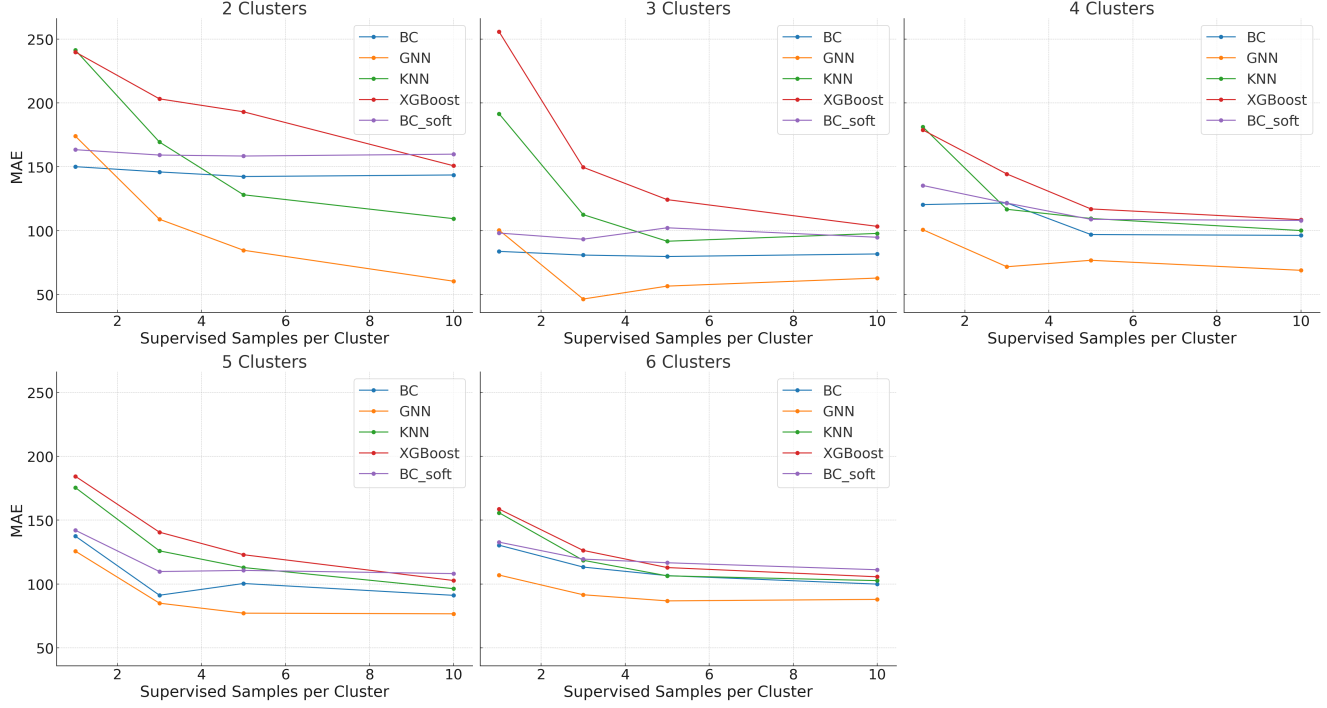 2 Clusters
MAE
250
200
150
100
50
2
4
6
8
10
Supervised Samples per Cluster
BC
GNN
KNN
XGBoost
BC_soft
3 Clusters
2
4
6
8
10
Supervised Samples per Cluster
BC
GNN
KNN
XGBoost
BC_soft
4 Clusters
2
4
6
8
10
Supervised Samples per Cluster
BC
GNN
KNN
XGBoost
BC_soft
5 Clusters
MAE
250
200
150
100
50
2
4
6
8
10
Supervised Samples per Cluster
BC
GNN
KNN
XGBoost
BC_soft
6 Clusters
2
4
6
8
10
Supervised Samples per Cluster
BC
GNN
KNN
XGBoost
BC_soft